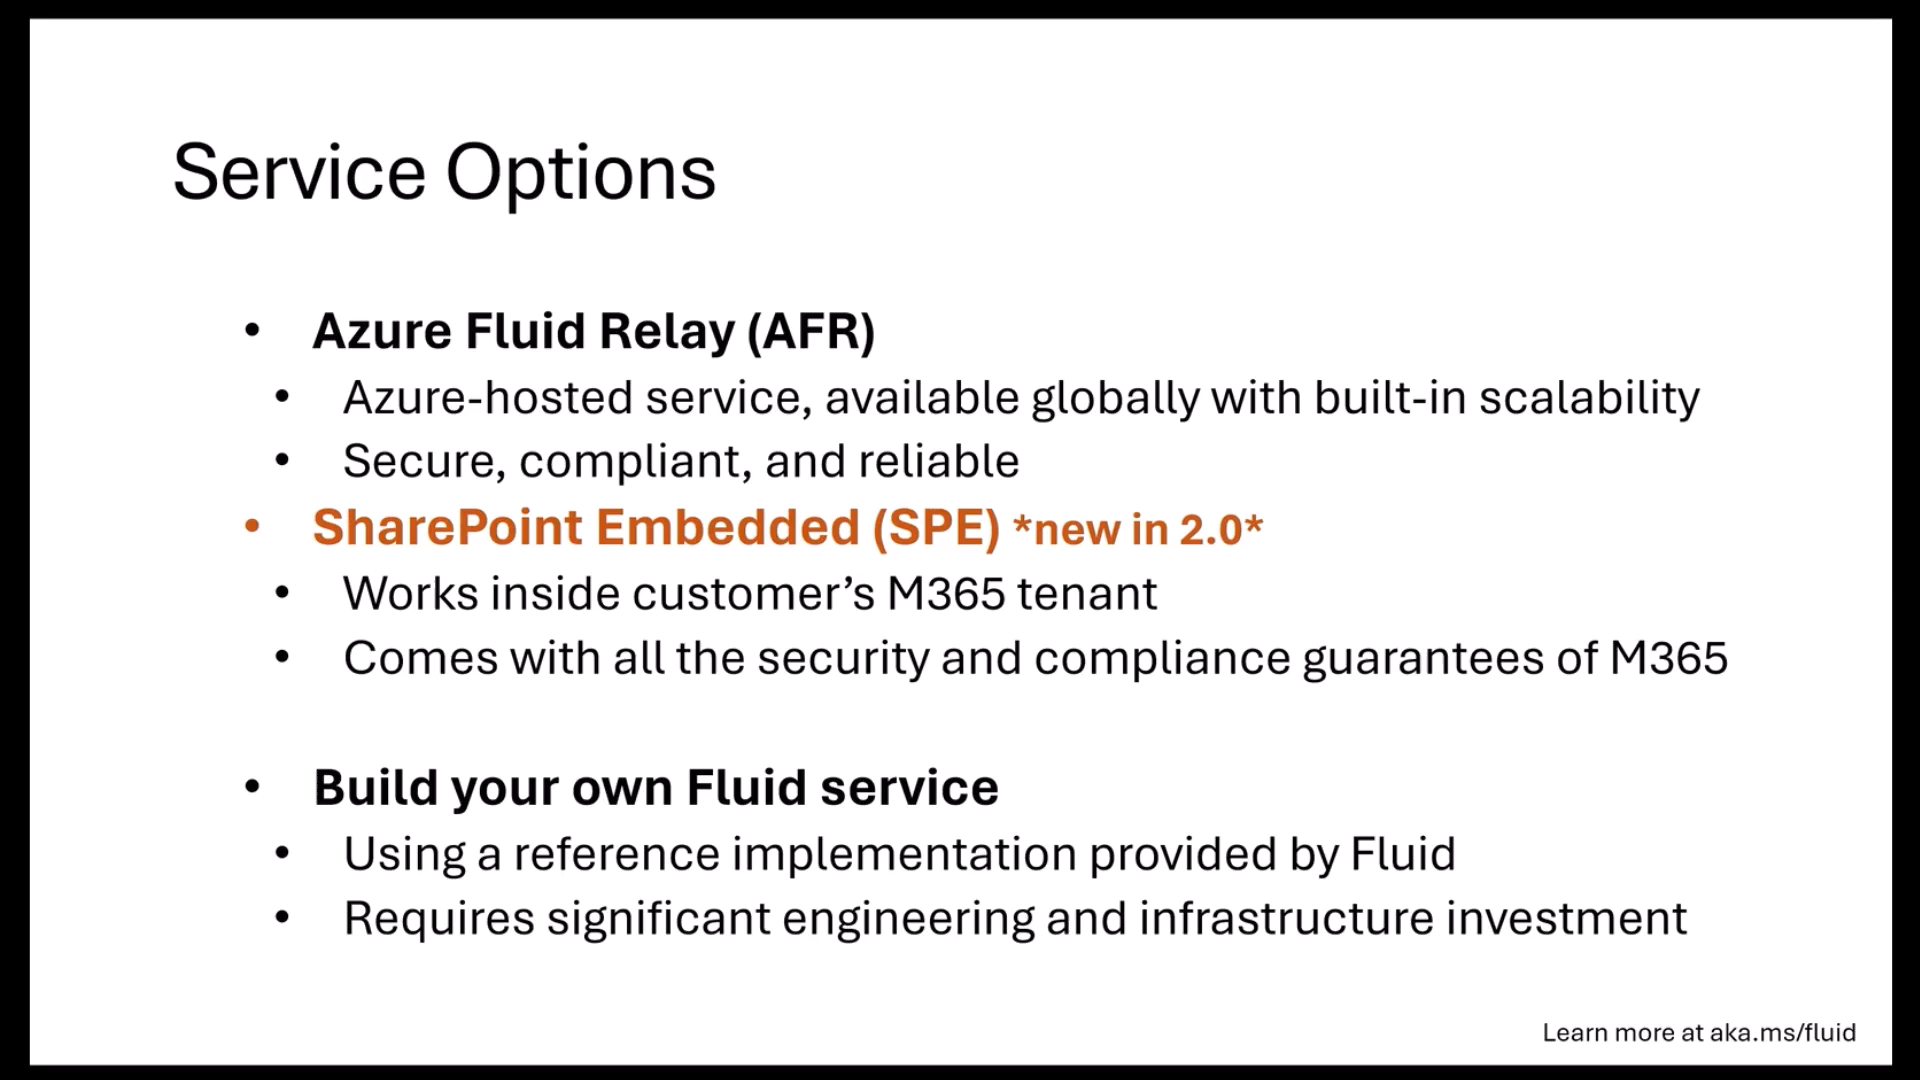 Service Options
• Azure Fluid Relay (AFR)
• Azure-hosted service, available globally with built-in scalability
• Secure, compliant, and reliable
• SharePoint Embedded (SPE) *new in 2.0*
• Works inside customer’s M365 tenant
• Comes with all the security and compliance guarantees of M365
• Build your own Fluid service
• Using a reference implementation provided by Fluid
• Requires significant engineering and infrastructure investment
Learn more at aka.ms/fluid